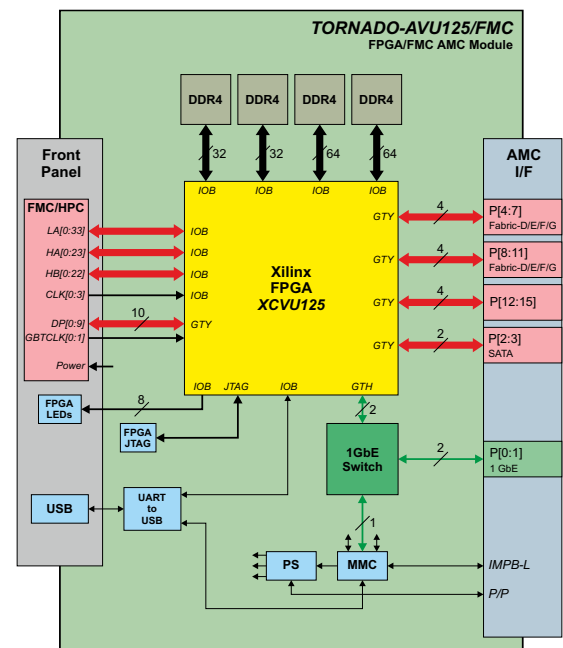 TORNADO-AVU125/FMC
FPGA/FMC AMC Module
DDR4
DDR4
DDR4
DDR4
32
32
64
64
Front
Panel
AMC
I/F
FMC/HPC
LA[0:33]
HA[0:23]
HB[0:22]
CLK[0:3]
DP[0:9]
GBTCLK[0:1]
Power
10
IOB
IOB
IOB
IOB
IOB
IOB
IOB
IOB
GTY
Xilinx
FPGA
XCVU125
GTY
GTY
GTY
GTY
4
4
4
2
P[4:7]
Fabric-D/E/F/G
P[8:11]
Fabric-D/E/F/G
P[12:15]
P[2:3]
SATA
IOB
JTAG
IOB
GTH
8
2
FPGA
LEDs
FPGA
JTAG
1GbE
Switch
2
P[0:1]
1 GbE
USB
UART
to
USB
1
PS
MMC
IMPB-L
P/P